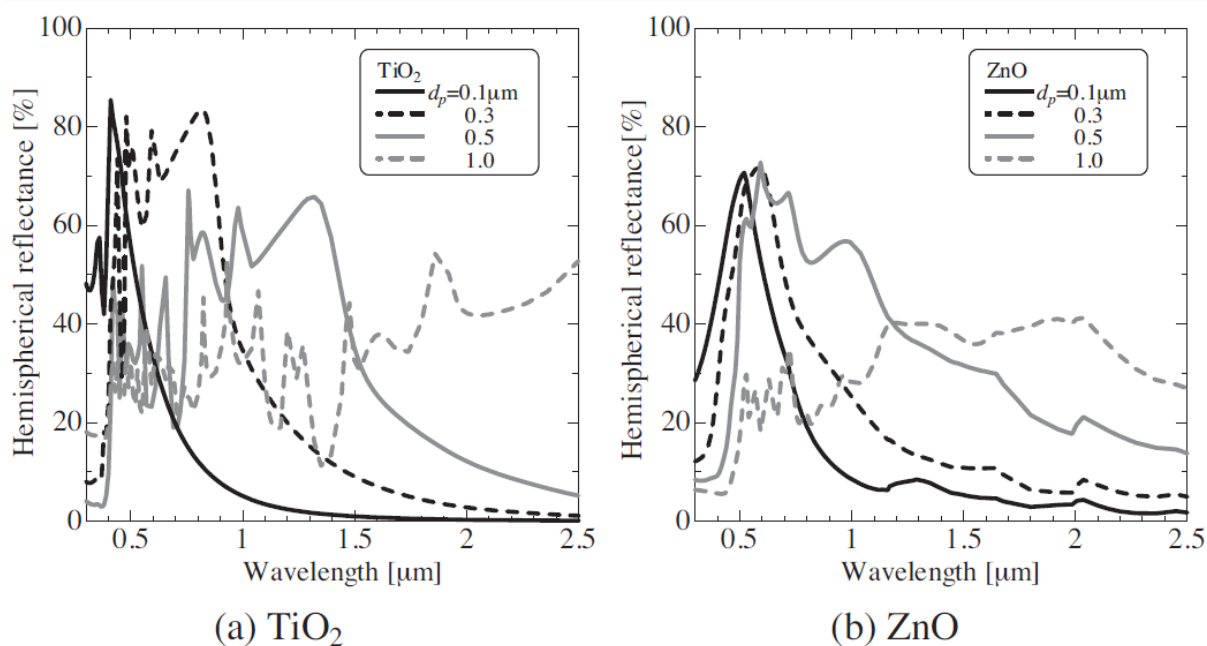 Hemispherical reflectance [%]
100
80
60
40
20
0
TiO2
dp=0.1μm
0.3
0.5
1.0
0.5
1
1.5
2
2.5
Wavelength [μm]
(a) TiO2
Hemispherical reflectance [%]
100
80
60
40
20
0
ZnO
dp=0.1μm
0.3
0.5
1.0
0.5
1
1.5
2
2.5
Wavelength [μm]
(b) ZnO